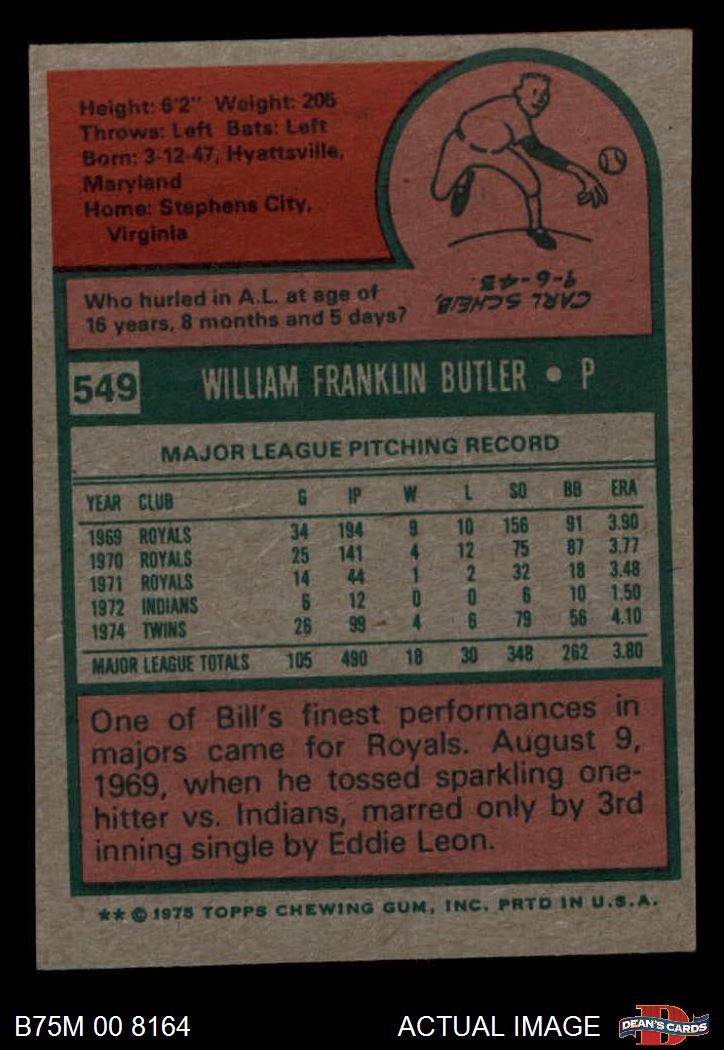 Height: 6'2" Weight: 205
Throws: Left Bats: Left
Born: 3-12-47, Hyattsville,
Maryland
Home: Stephens City,
Virginia
Who hurled in A.L. at age of
16 years, 8 months and 5 days?
CARL SCHEIB,
9-6-43.
549 WILLIAM FRANKLIN BUTLER • P
MAJOR LEAGUE PITCHING RECORD
YEAR CLUB G IP W L SO BB ERA
1969 ROYALS 34 194 9 10 156 91 3.90
1970 ROYALS 25 141 4 12 75 87 3.77
1971 ROYALS 14 44 1 2 32 18 3.48
1972 INDIANS 6 12 0 0 6 10 1.50
1974 TWINS 26 99 4 6 79 56 4.10
MAJOR LEAGUE TOTALS 105 490 18 30 348 262 3.80
One of Bill's finest performances in
majors came for Royals. August 9,
1969, when he tossed sparkling one-
hitter vs. Indians, marred only by 3rd
inning single by Eddie Leon.
** © 1975 TOPPS CHEWING GUM, INC. PRTD IN U.S.A.
B75M 00 8164 ACTUAL IMAGE D DEAN'S CARDS